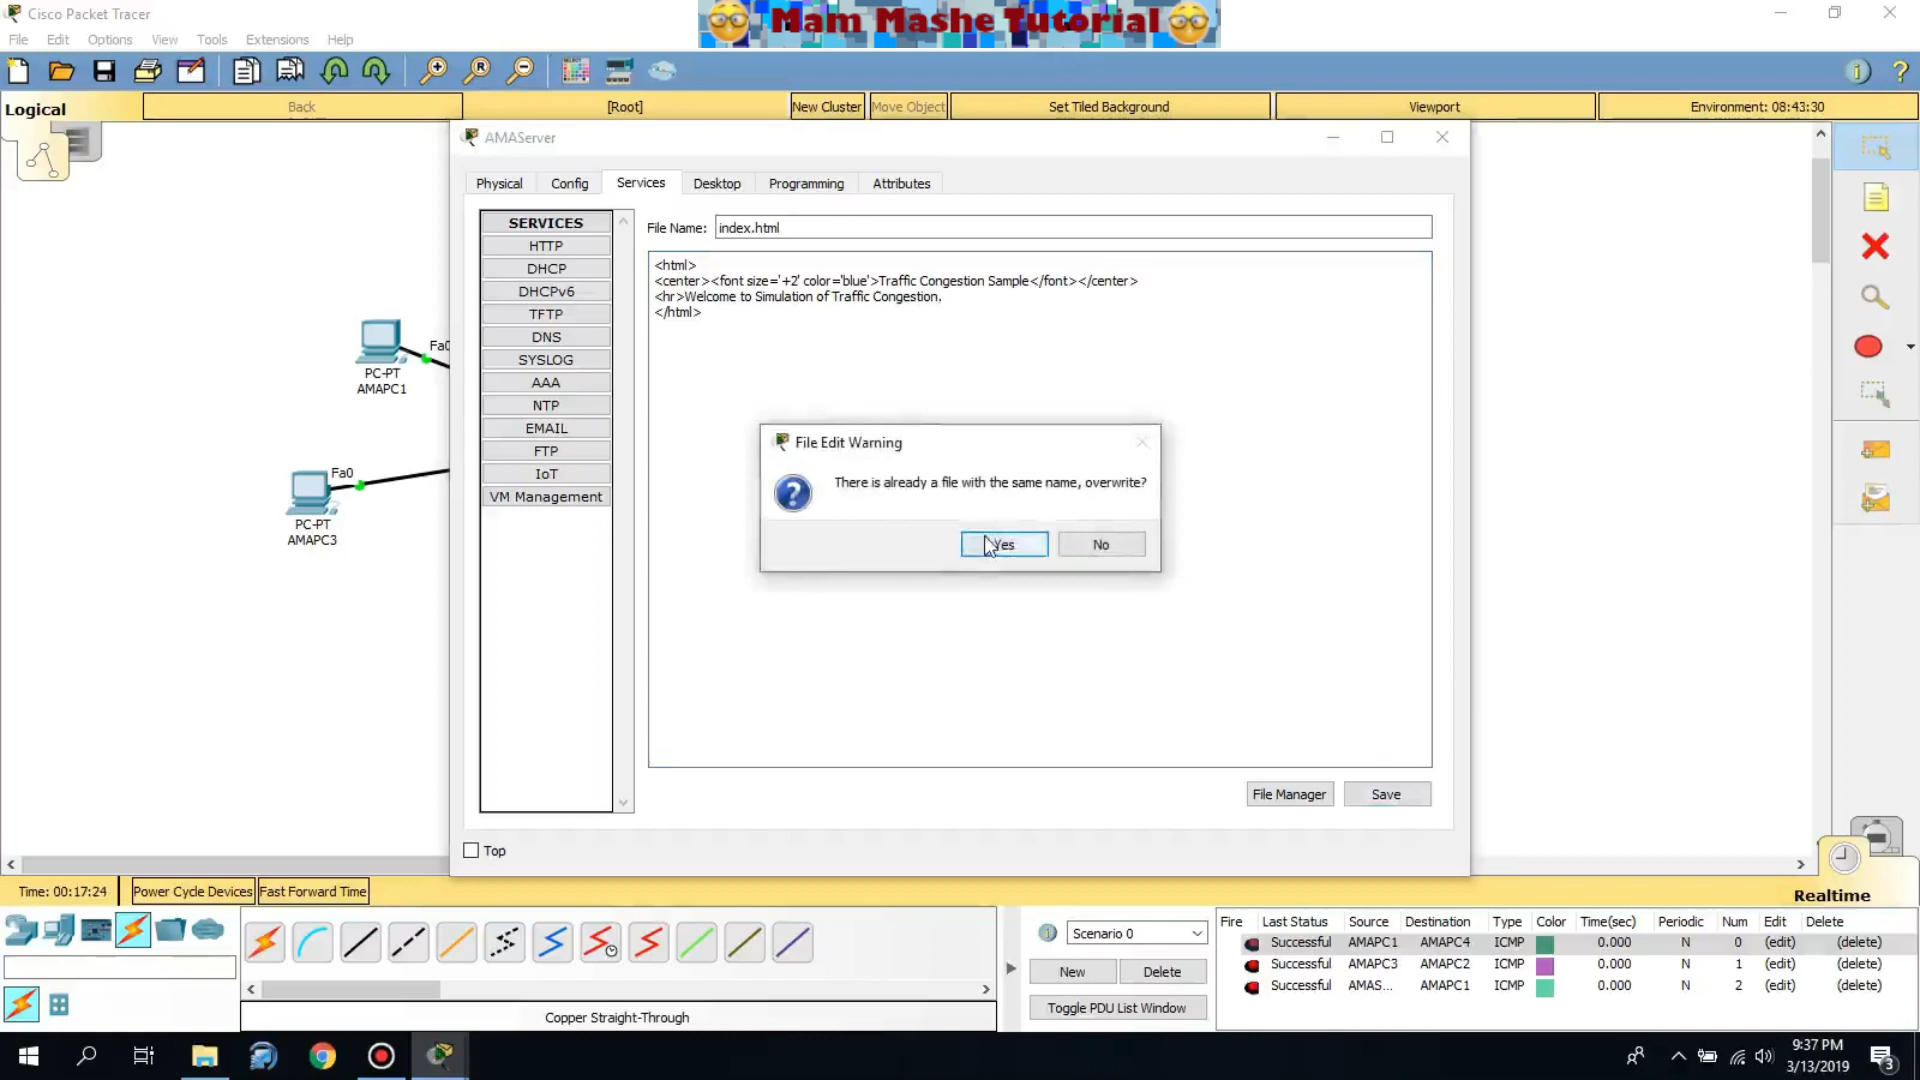 Cisco Packet Tracer
Mam Mashe Tutorial
File Edit Options View Tools Extensions Help
Logical
Back
[Root]
New Cluster
Move Object
Set Tiled Background
Viewport
Environment: 08:43:30
AMAServer
Physical Config Services Desktop Programming Attributes
SERVICES
HTTP
DHCP
DHCPv6
TFTP
DNS
SYSLOG
AAA
NTP
EMAIL
FTP
IoT
VM Management
File Name: index.html
<html>
<center><font size='+2' color='blue'>Traffic Congestion Sample</font></center>
<hr>Welcome to Simulation of Traffic Congestion.
</html>
Fa0
PC-PT
AMAPC1
Fa0
PC-PT
AMAPC3
File Edit Warning
There is already a file with the same name, overwrite?
Yes
No
File Manager
Save
Top
Time: 00:17:24
Power Cycle Devices
Fast Forward Time
Realtime
Scenario 0
New
Delete
Toggle PDU List Window
Fire Last Status Source Destination Type Color Time(sec) Periodic Num Edit Delete
Successful AMAPC1 AMAPC4 ICMP 0.000 N 0 (edit) (delete)
Successful AMAPC3 AMAPC2 ICMP 0.000 N 1 (edit) (delete)
Successful AMAS... AMAPC1 ICMP 0.000 N 2 (edit) (delete)
Copper Straight-Through
9:37 PM
3/13/2019
3